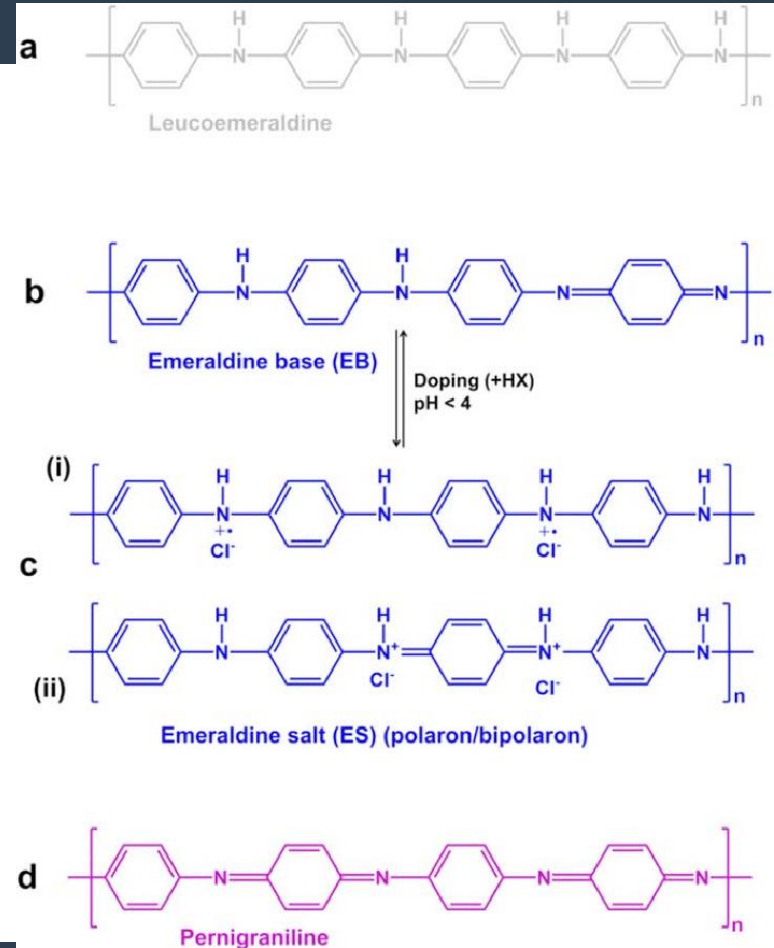 a
H H H H
N N N N
n
Leucoemeraldine
b
H H
N N N N
n
Emeraldine base (EB)
Doping (+HX)
pH < 4
c
(i)
H H H H
N N N N
+• +•
Cl- Cl-
n
(ii)
H H H H
N N+ N+ N
Cl- Cl-
n
Emeraldine salt (ES) (polaron/bipolaron)
d
N N N N
n
Pernigraniline